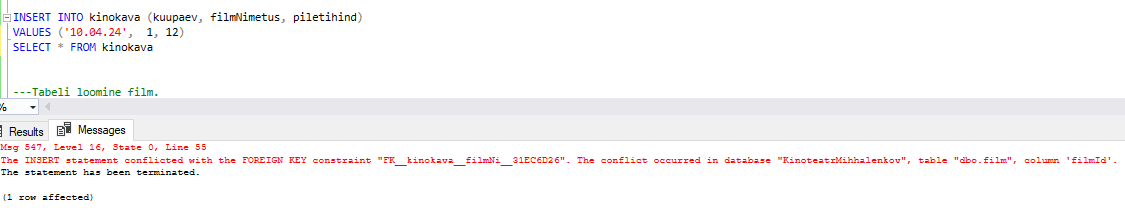 INSERT INTO kinokava (kuupaev, filmNimetus, piletihind)
VALUES ('10.04.24', 1, 12)
SELECT * FROM kinokava
---Tabeli loomine film.
%
Results Messages
Msg 547, Level 16, State 0, Line 55
The INSERT statement conflicted with the FOREIGN KEY constraint "FK__kinokava__filmNi__31EC6D26". The conflict occurred in database "KinoteatrMihhalenkov", table "dbo.film", column 'filmId'.
The statement has been terminated.
(1 row affected)